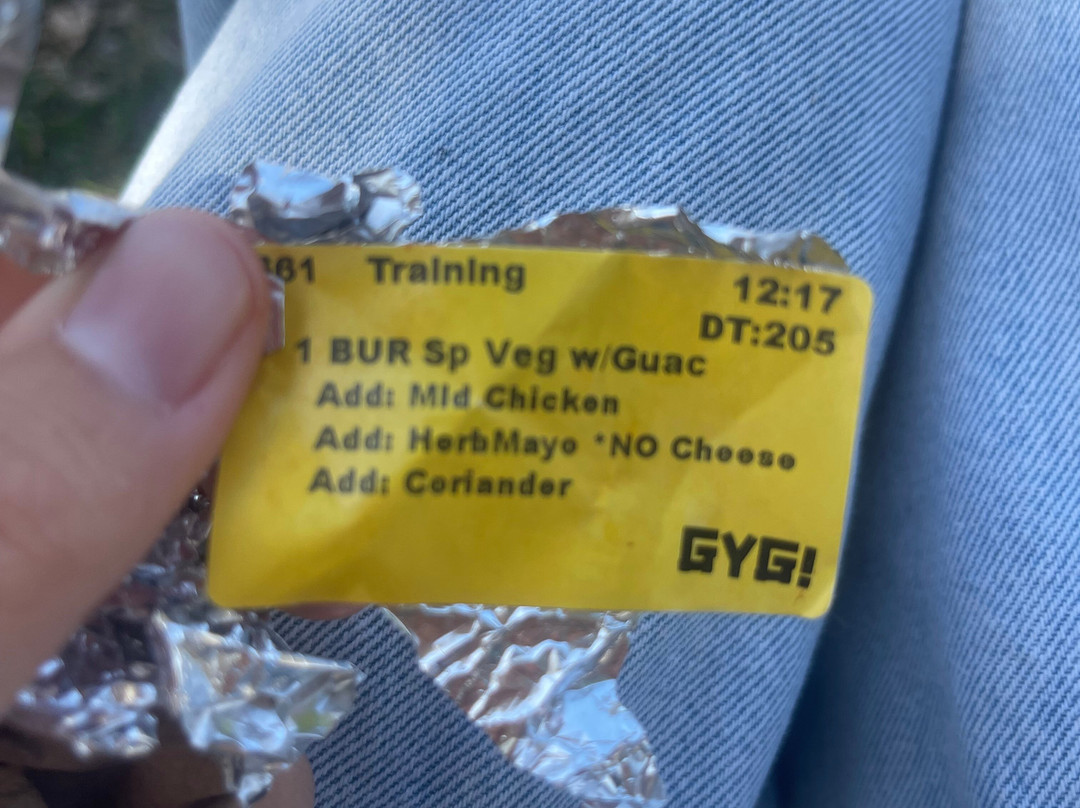 61 Training 12:17
DT:205
1 BUR Sp Veg w/Guac
Add: Mld Chicken
Add: HerbMayo *NO Cheese
Add: Coriander
GYG!